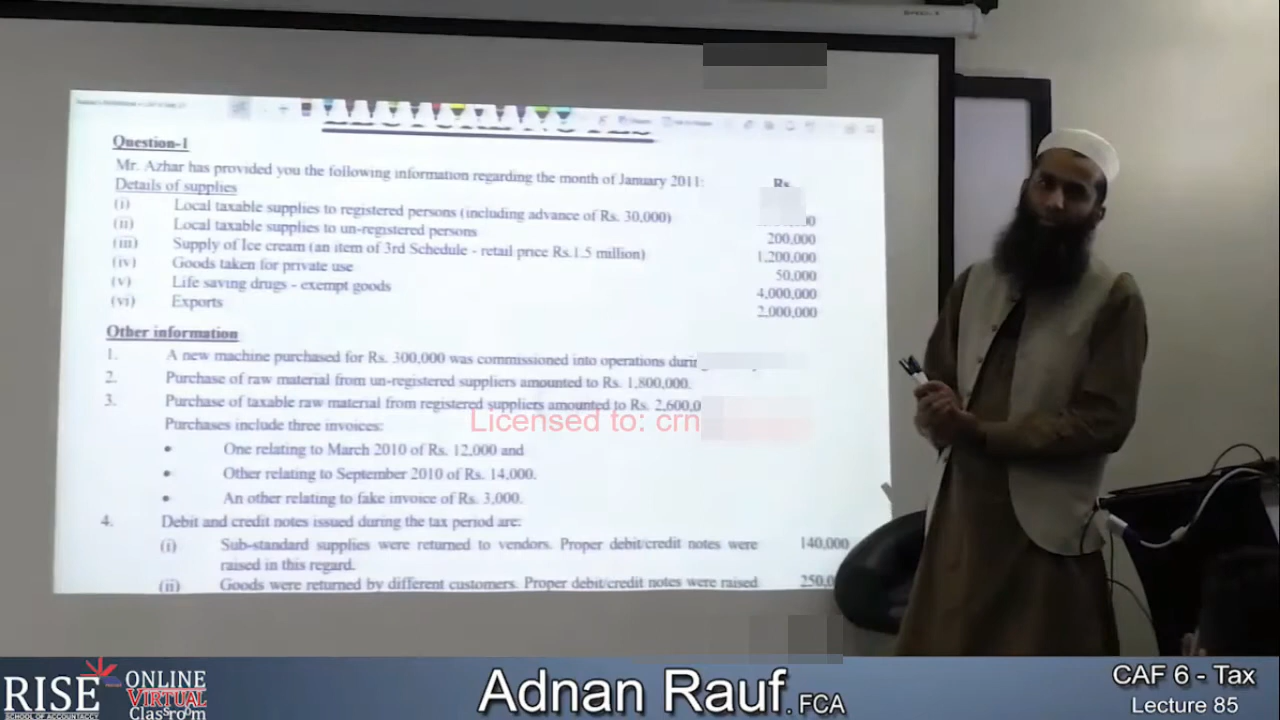 Question-1
Mr. Azhar has provided you the following information regarding the month of January 2011:
Rs
Details of supplies
(i) Local taxable supplies to registered persons (including advance of Rs. 30,000)
(ii) Local taxable supplies to un-registered persons 200,000
(iii) Supply of Ice cream (an item of 3rd Schedule - retail price Rs.1.5 million) 1,200,000
(iv) Goods taken for private use 50,000
(v) Life saving drugs - exempt goods 4,000,000
(vi) Exports 2,000,000
Other information
1. A new machine purchased for Rs. 300,000 was commissioned into operations
2. Purchase of raw material from un-registered suppliers amounted to Rs. 1,800,000.
3. Purchase of taxable raw material from registered suppliers amounted to Rs. 2,600,0
Licensed to: crn
Purchases include three invoices:
• One relating to March 2010 of Rs. 12,000 and
• Other relating to September 2010 of Rs. 14,000.
• An other relating to fake invoice of Rs. 3,000.
4. Debit and credit notes issued during the tax period are:
(i) Sub-standard supplies were returned to vendors. Proper debit/credit notes were 140,000
raised in this regard.
(ii) Goods were returned by different customers. Proper debit/credit notes were raised 250,0
RISE
SCHOOL OF ACCOUNTANCY
ONLINE
VIRTUAL
Classroom
Adnan Rauf. FCA
CAF 6 - Tax
Lecture 85